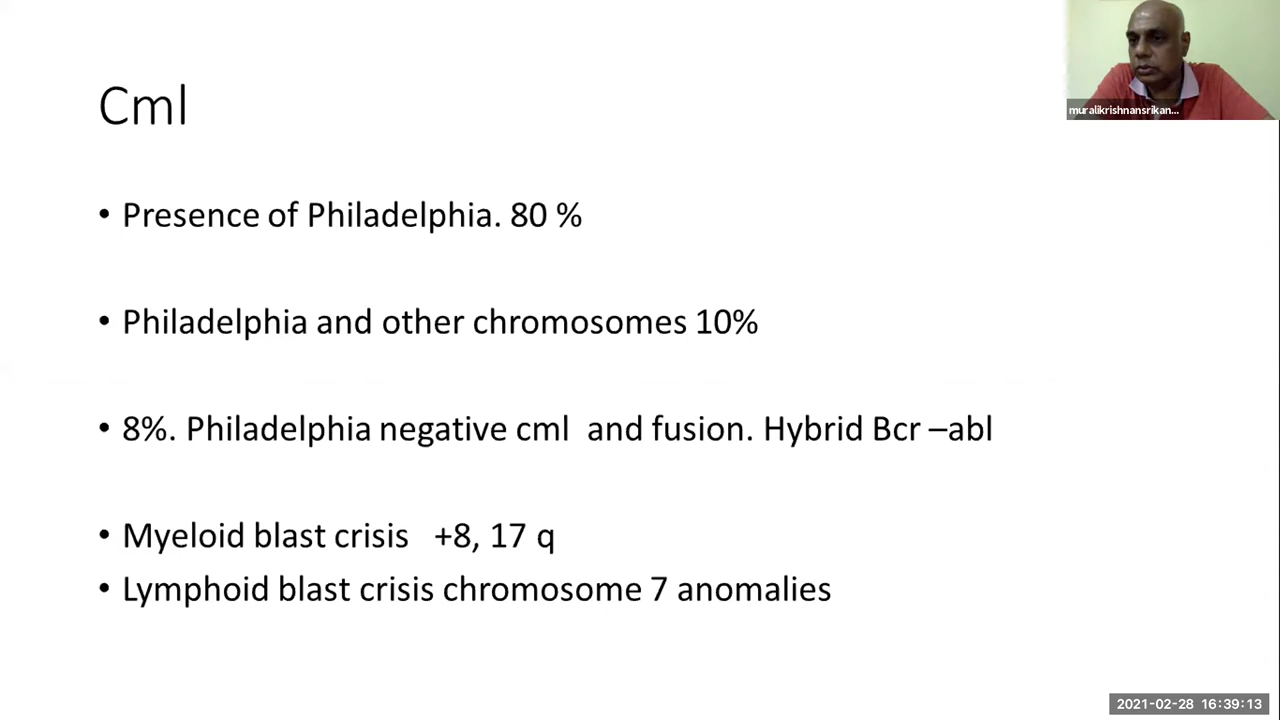 Cml
muralikrishnansrikan...
• Presence of Philadelphia. 80 %
• Philadelphia and other chromosomes 10%
• 8%. Philadelphia negative cml  and fusion. Hybrid Bcr –abl
• Myeloid blast crisis   +8, 17 q
• Lymphoid blast crisis chromosome 7 anomalies
2021-02-28 16:39:13